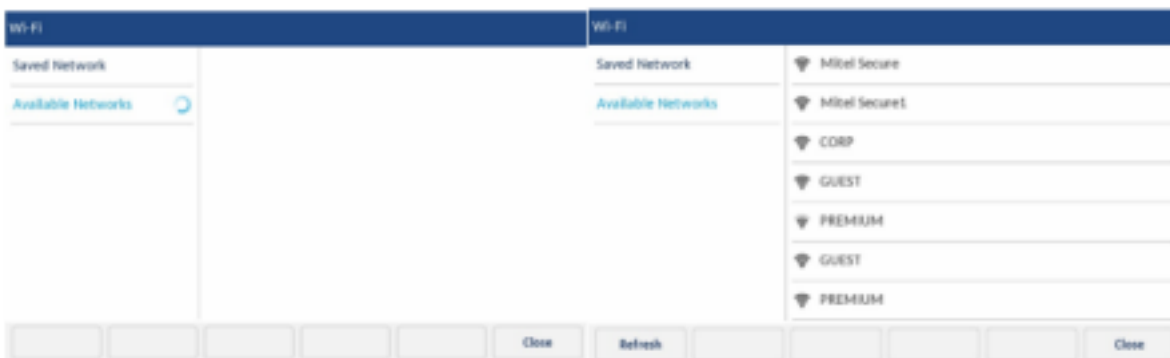 Wi-Fi
Saved Network
Available Networks
Close
Wi-Fi
Saved Network
Available Networks
Mitel Secure
Mitel Secure1
CORP
GUEST
PREMIUM
GUEST
PREMIUM
Refresh
Close